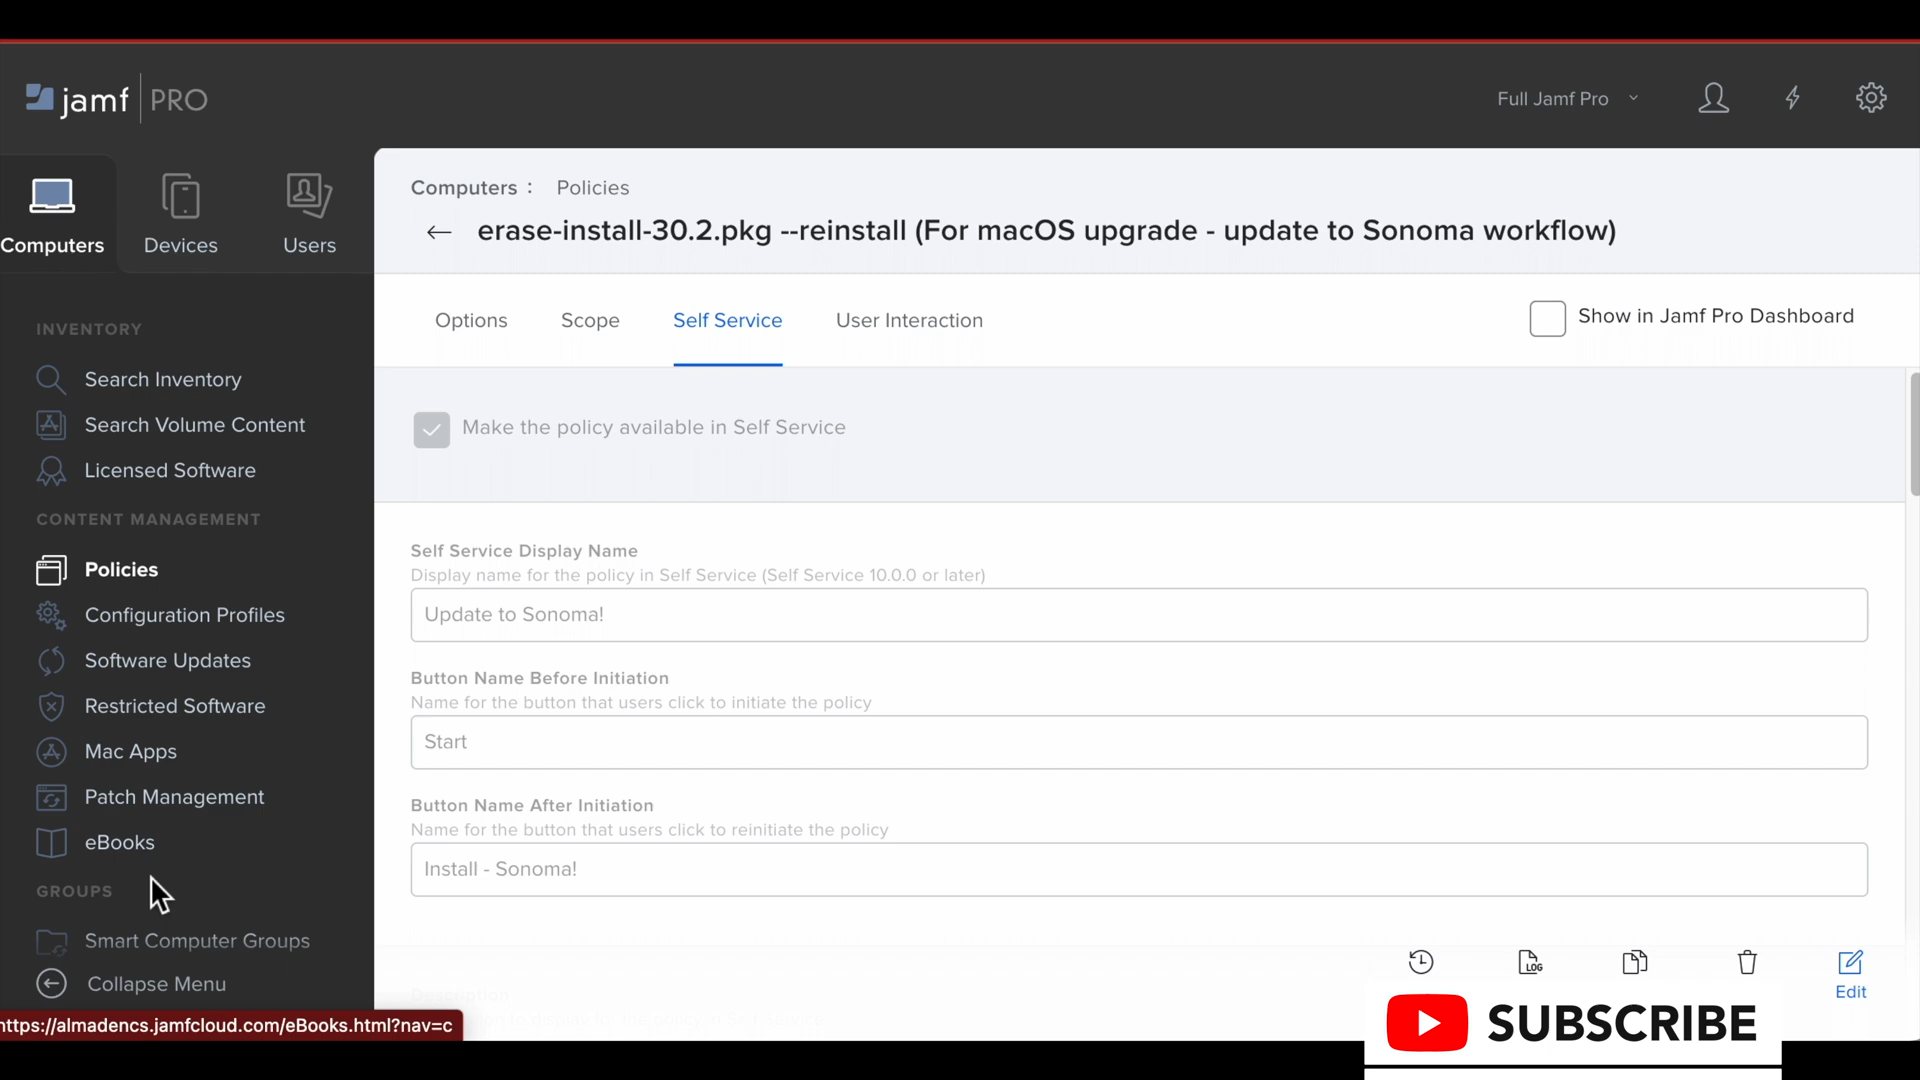 jamf PRO
Full Jamf Pro
Computers
Devices
Users
Computers : Policies
erase-install-30.2.pkg --reinstall (For macOS upgrade - update to Sonoma workflow)
Options
Scope
Self Service
User Interaction
Show in Jamf Pro Dashboard
INVENTORY
Search Inventory
Search Volume Content
Licensed Software
CONTENT MANAGEMENT
Policies
Configuration Profiles
Software Updates
Restricted Software
Mac Apps
Patch Management
eBooks
GROUPS
Smart Computer Groups
Collapse Menu
Make the policy available in Self Service
Self Service Display Name
Display name for the policy in Self Service (Self Service 10.0.0 or later)
Update to Sonoma!
Button Name Before Initiation
Name for the button that users click to initiate the policy
Start
Button Name After Initiation
Name for the button that users click to reinitiate the policy
Install - Sonoma!
Description
LOG
Edit
https://almadencs.jamfcloud.com/eBooks.html?nav=c
SUBSCRIBE